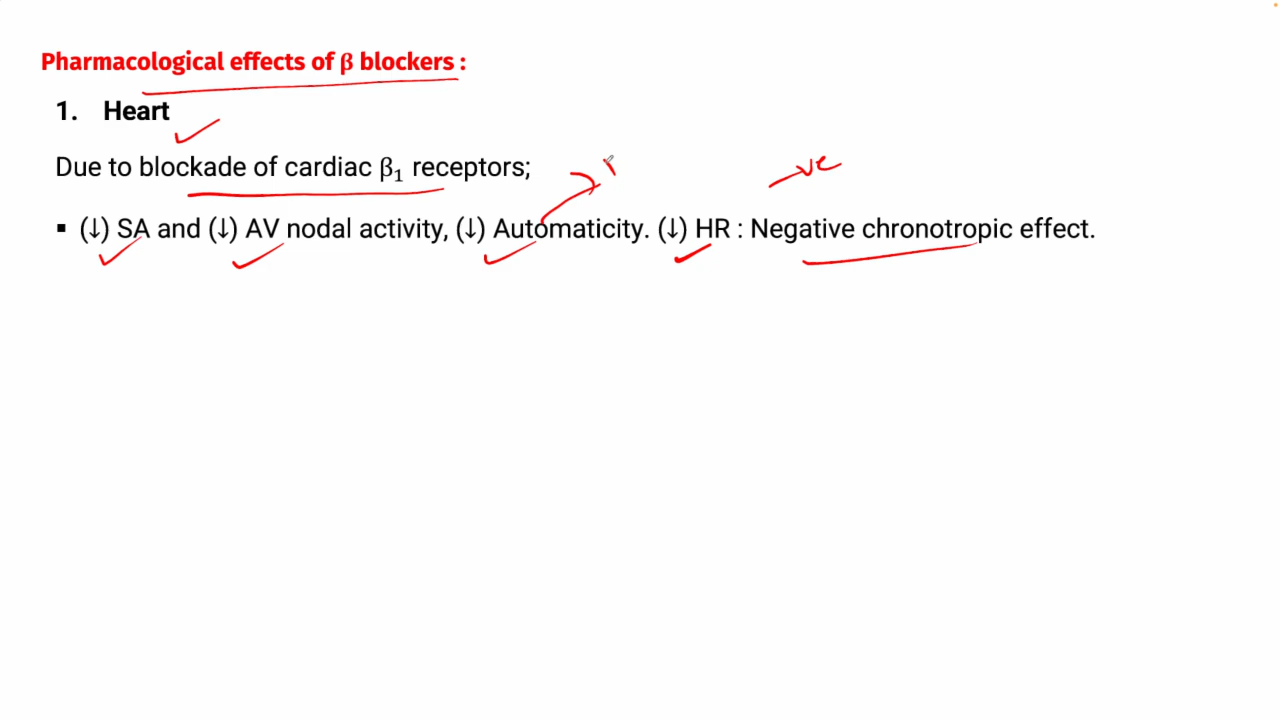 Pharmacological effects of β blockers :
1. Heart
Due to blockade of cardiac β₁ receptors;
-ve
▪ (↓) SA and (↓) AV nodal activity, (↓) Automaticity. (↓) HR : Negative chronotropic effect.